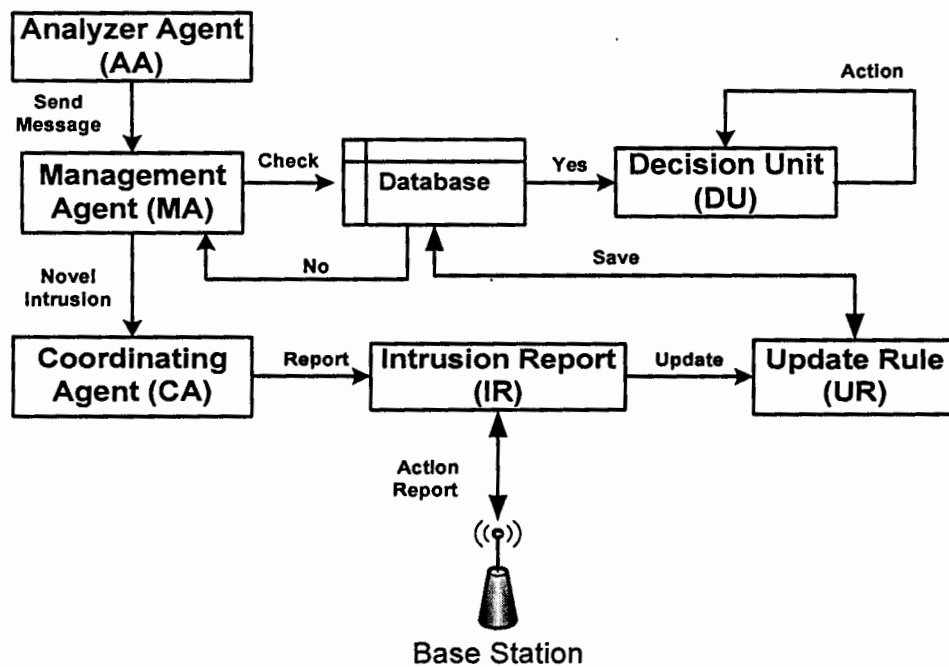 Analyzer Agent
(AA)
Send
Message
Action
Management
Agent (MA)
Check
Database
Yes
Decision Unit
(DU)
No
Save
Novel
Intrusion
Coordinating
Agent (CA)
Report
Intrusion Report
(IR)
Update
Update Rule
(UR)
Action
Report
Base Station